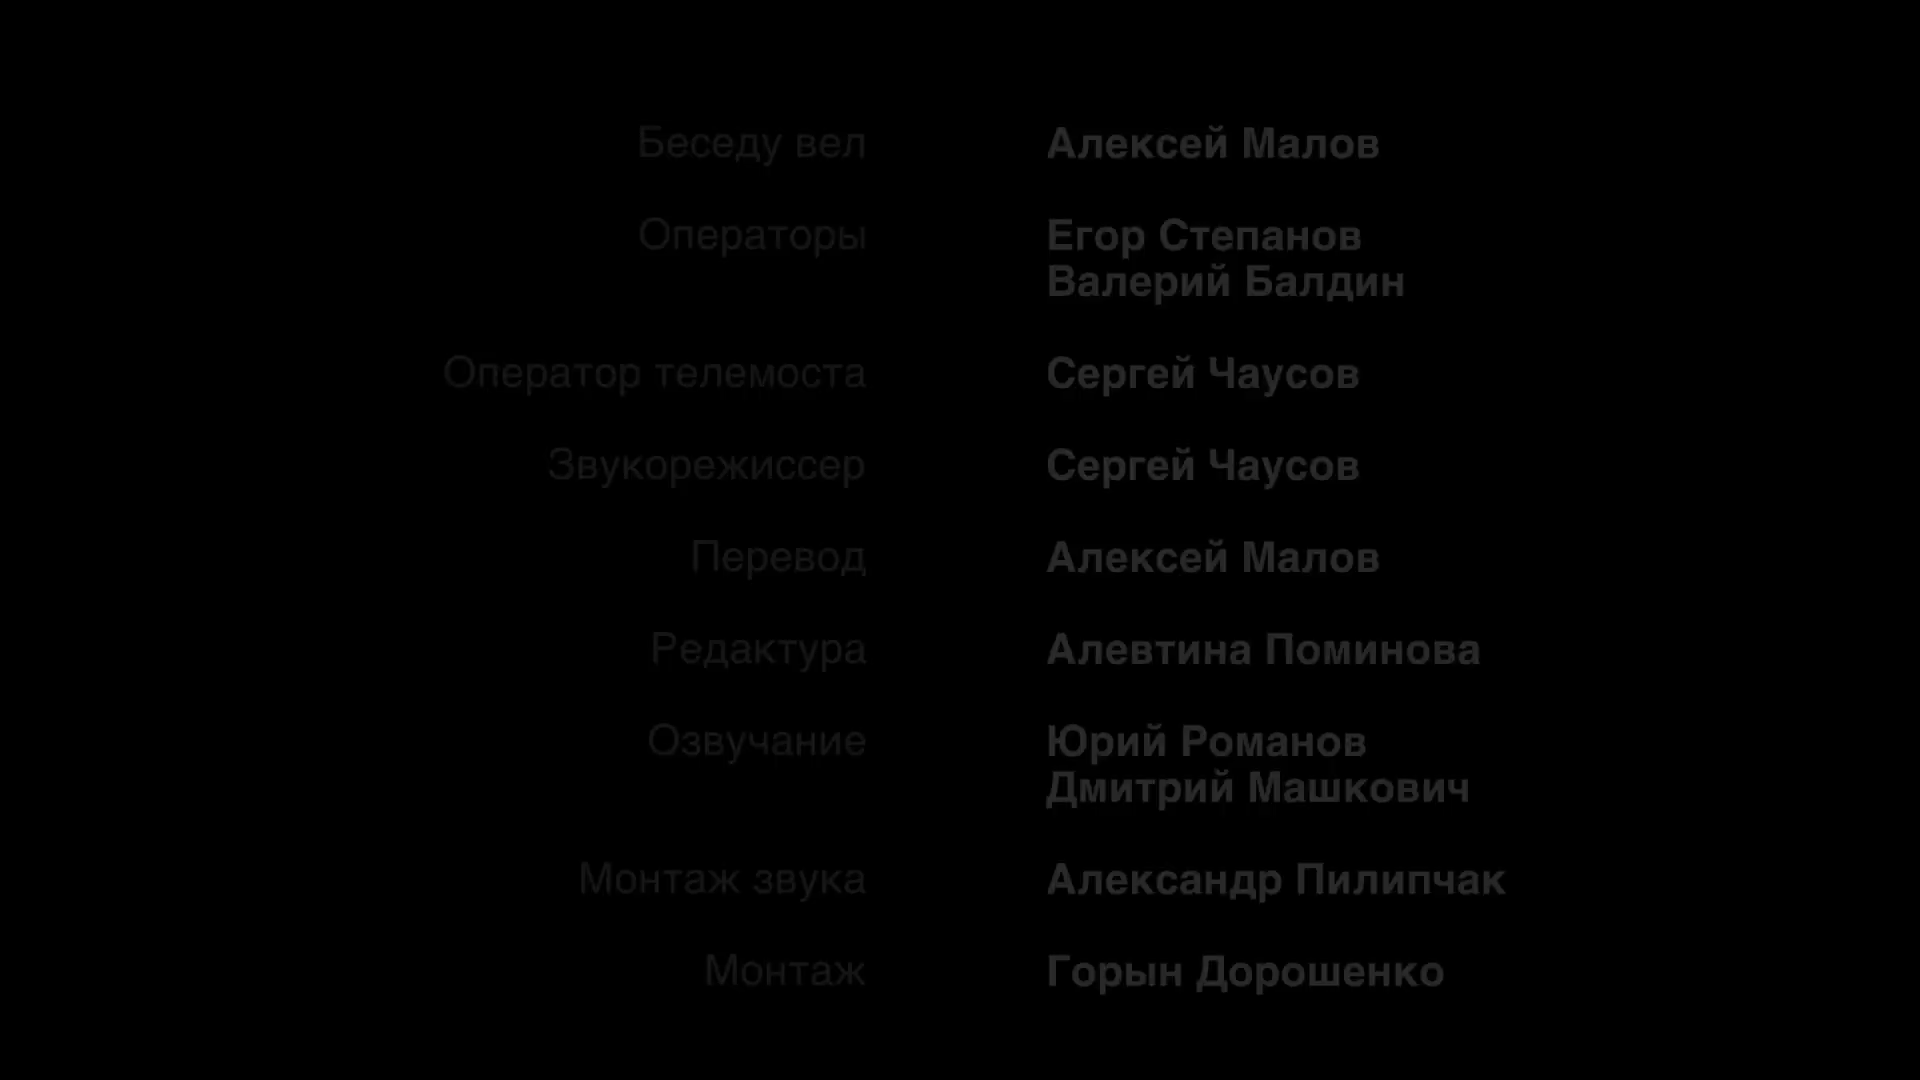 Беседу вел Алексей Малов
Операторы Егор Степанов
Валерий Балдин
Оператор телемоста Сергей Чаусов
Звукорежиссер Сергей Чаусов
Перевод Алексей Малов
Редактура Алевтина Поминова
Озвучание Юрий Романов
Дмитрий Машкович
Монтаж звука Александр Пилипчак
Монтаж Горын Дорошенко